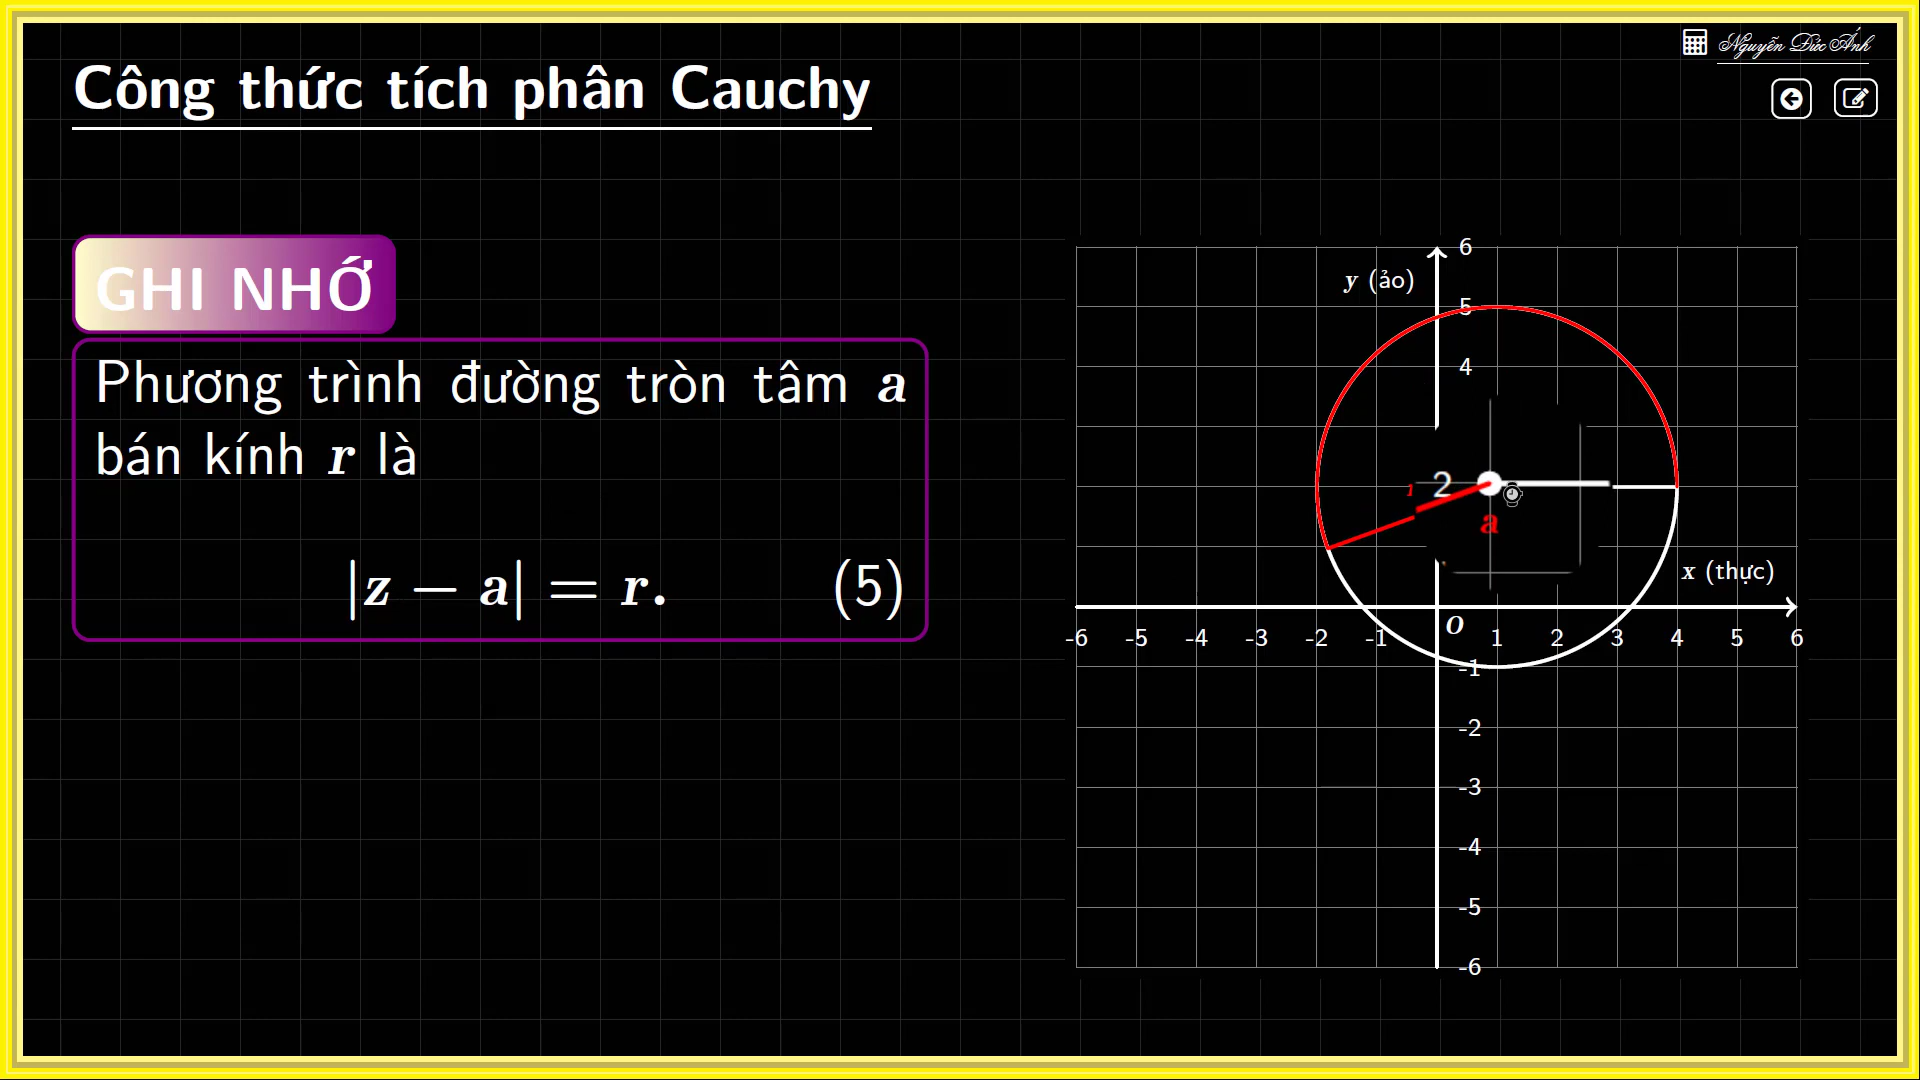 Nguyễn Đức Ánh
Công thức tích phân Cauchy
GHI NHỚ
Phương trình đường tròn tâm a
bán kính r là
|z − a| = r. (5)
6
y (ảo)
5
4
2
a
x (thực)
O
-6 -5 -4 -3 -2 -1 1 2 3 4 5 6
-1
-2
-3
-4
-5
-6